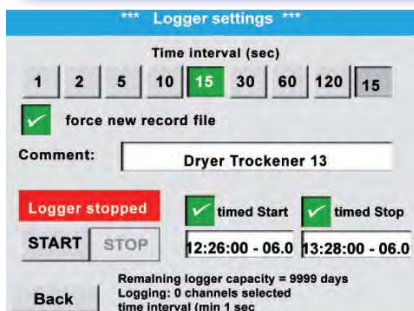 *** Logger settings ***
Time interval (sec)
1 2 5 10 15 30 60 120 15
force new record file
Comment: Dryer Trockener 13
Logger stopped timed Start timed Stop
START STOP 12:26:00 - 06.0 13:28:00 - 06.0
Remaining logger capacity = 9999 days
Logging: 0 channels selected
Back time interval (min 1 sec